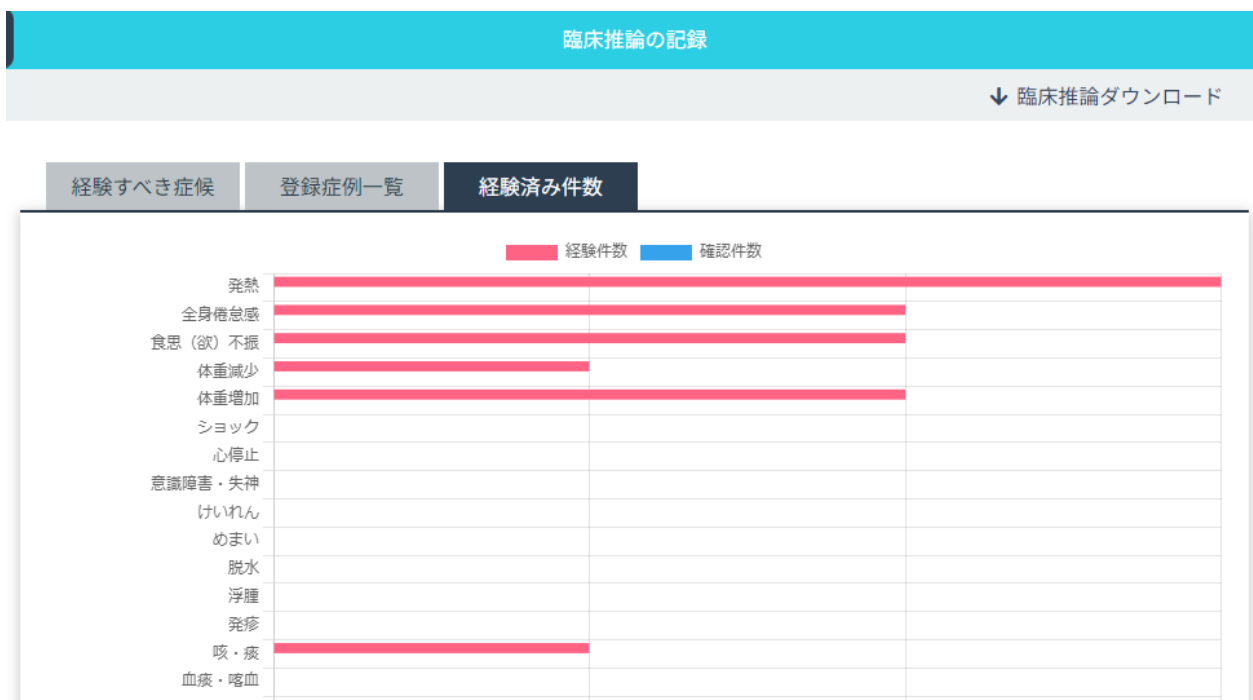 臨床推論の記録
臨床推論ダウンロード
経験すべき症候 登録症例一覧 経験済み件数
経験件数 確認件数
発熱
全身倦怠感
食思（欲）不振
体重減少
体重増加
ショック
心停止
意識障害・失神
けいれん
めまい
脱水
浮腫
発疹
咳・痰
血痰・喀血